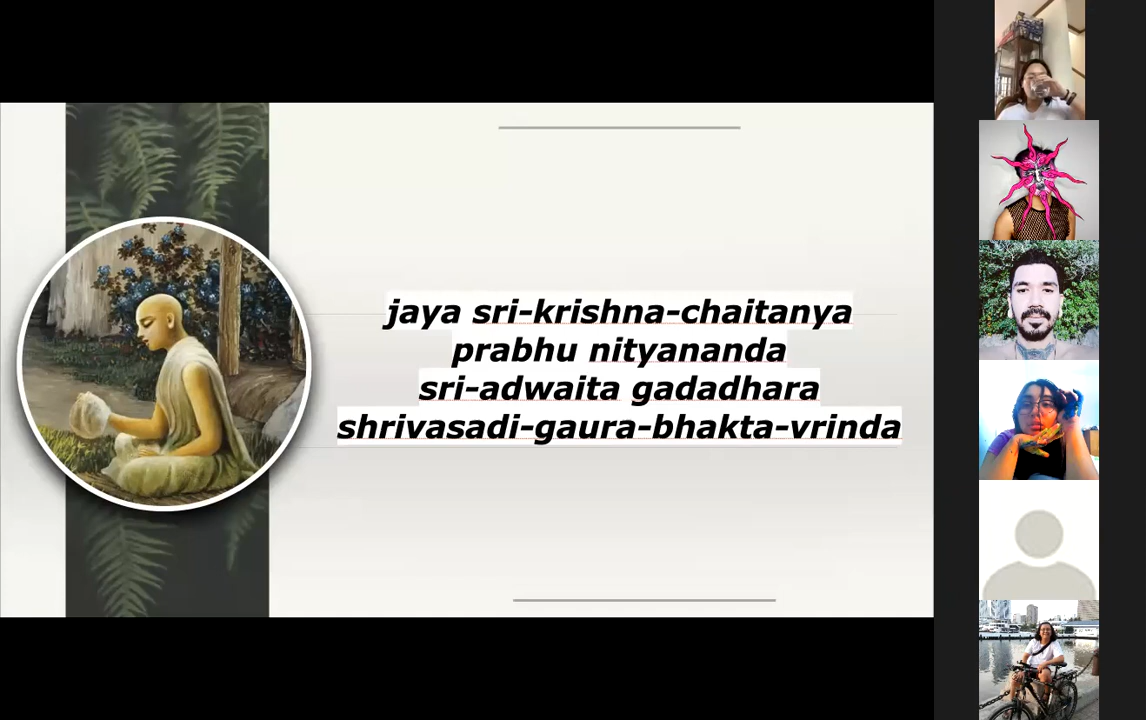 jaya sri-krishna-chaitanya
prabhu nityananda
sri-adwaita gadadhara
shrivasadi-gaura-bhakta-vrinda